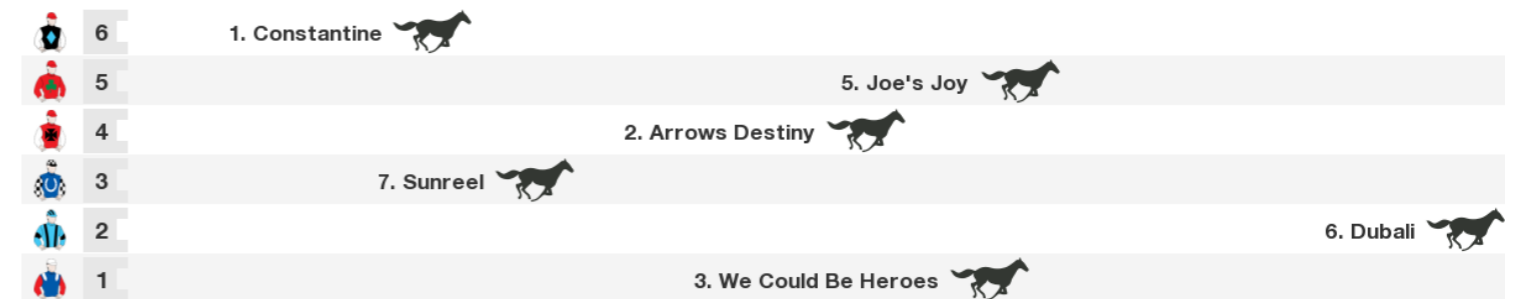 6 1. Constantine
5 5. Joe's Joy
4 2. Arrows Destiny
3 7. Sunreel
2 6. Dubali
1 3. We Could Be Heroes